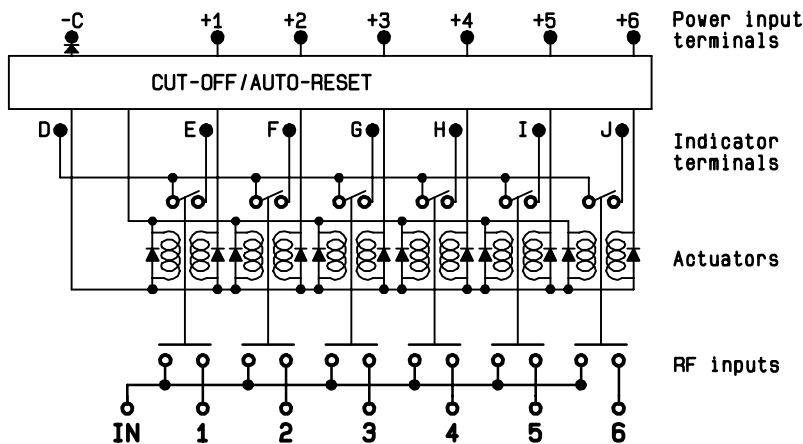 -C +1 +2 +3 +4 +5 +6
Power input
terminals
CUT-OFF/AUTO-RESET
D E F G H I J
Indicator
terminals
Actuators
RF inputs
IN 1 2 3 4 5 6